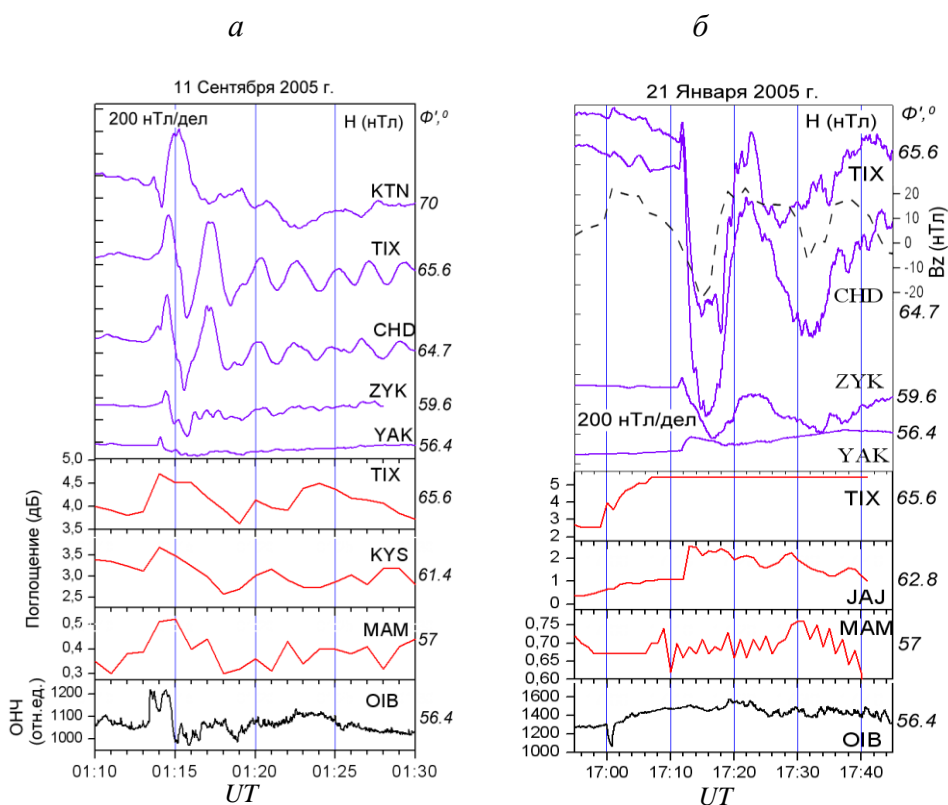 а
11 Сентября 2005 г.
200 нТл/дел
H (нТл)
Ф',⁰
KTN
70
TIX
65.6
CHD
64.7
ZYK
59.6
YAK
56.4
Поглощение (дБ)
5,0
4,5
4,0
3,5
TIX
65.6
3,5
3,0
2,5
KYS
61.4
0,5
0,4
0,3
MAM
57
ОНЧ
(отн.ед.)
1200
1100
1000
OIB
56.4
01:10 01:15 01:20 01:25 01:30
UT
б
21 Января 2005 г.
H (нТл)
Ф',⁰
65.6
TIX
20
10
0
-10
-20
Bz (нТл)
CHD
64.7
ZYK
59.6
200 нТл/дел
56.4
YAK
5
4
3
2
TIX
65.6
2
1
0
JAJ
62.8
0,75
0,70
0,65
0,60
MAM
57
1600
1400
1200
1000
OIB
56.4
17:00 17:10 17:20 17:30 17:40
UT